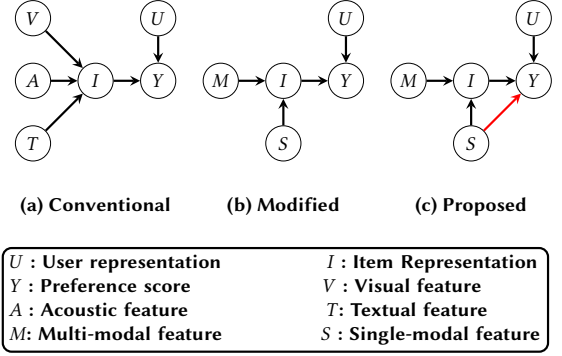 V U U U
A I Y M I Y M I Y
T S S
(a) Conventional (b) Modified (c) Proposed
U : User representation I : Item Representation
Y : Preference score V : Visual feature
A : Acoustic feature T: Textual feature
M: Multi-modal feature S : Single-modal feature